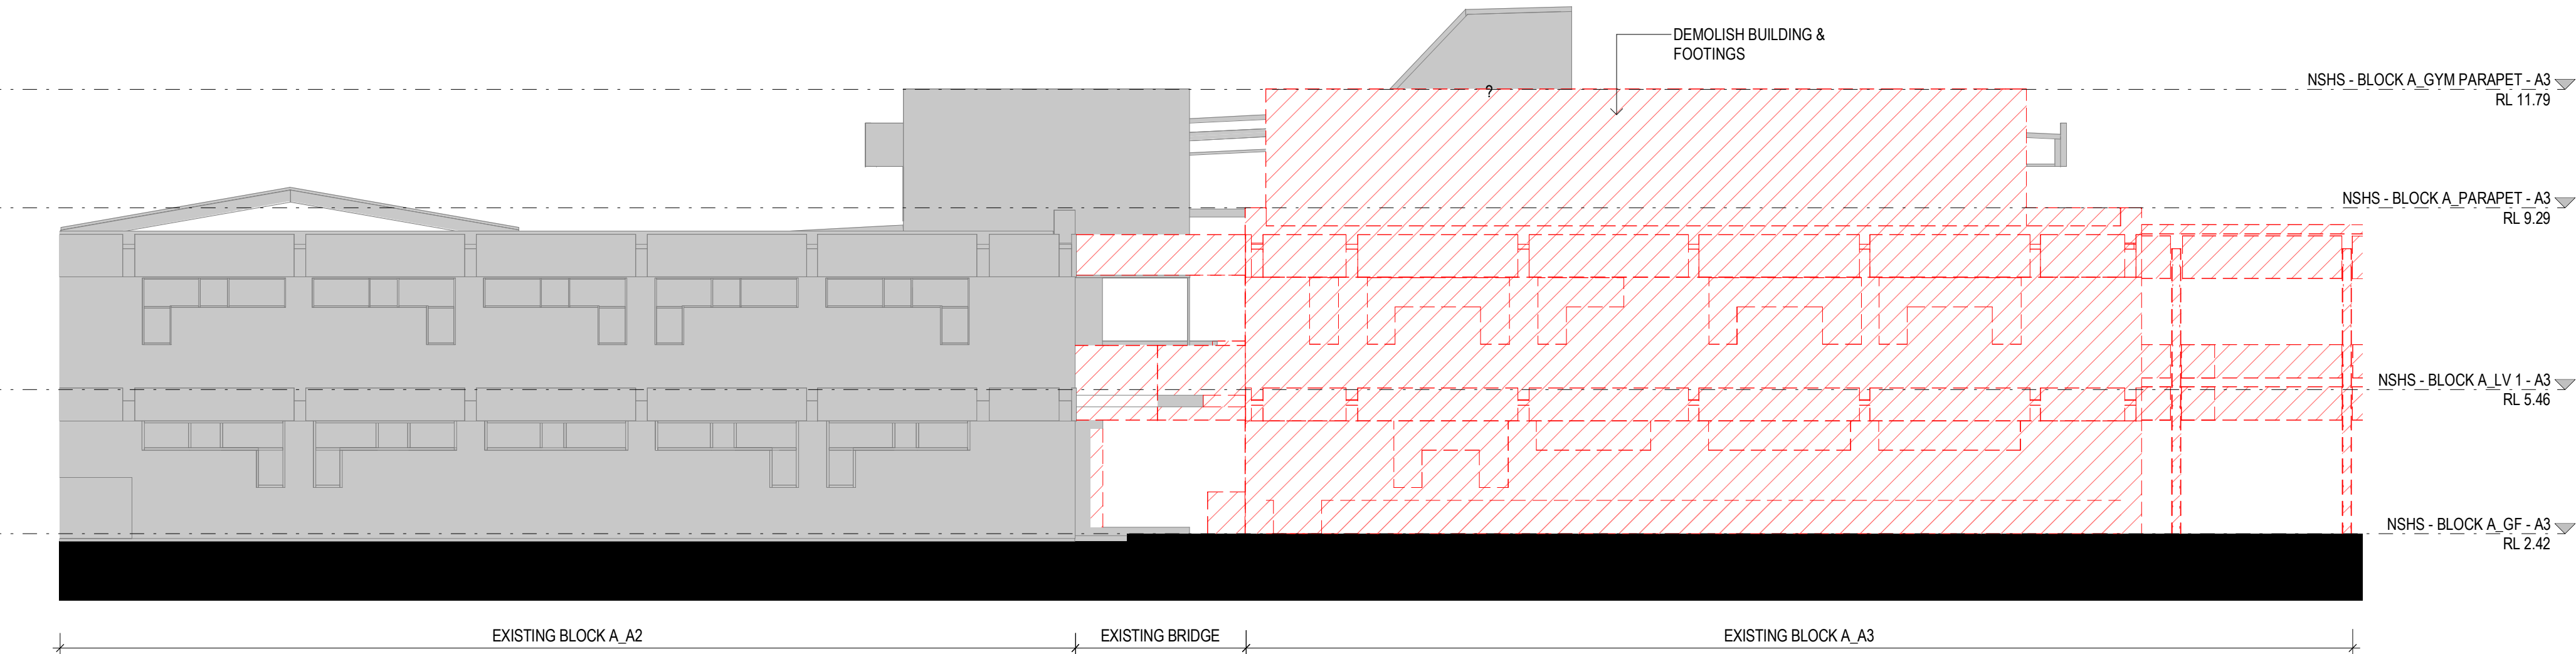 DEMOLISH BUILDING &
FOOTINGS
?
NSHS - BLOCK A_GYM PARAPET - A3
RL 11.79
NSHS - BLOCK A_PARAPET - A3
RL 9.29
NSHS - BLOCK A_LV 1 - A3
RL 5.46
NSHS - BLOCK A_GF - A3
RL 2.42
EXISTING BLOCK A_A2
EXISTING BRIDGE
EXISTING BLOCK A_A3